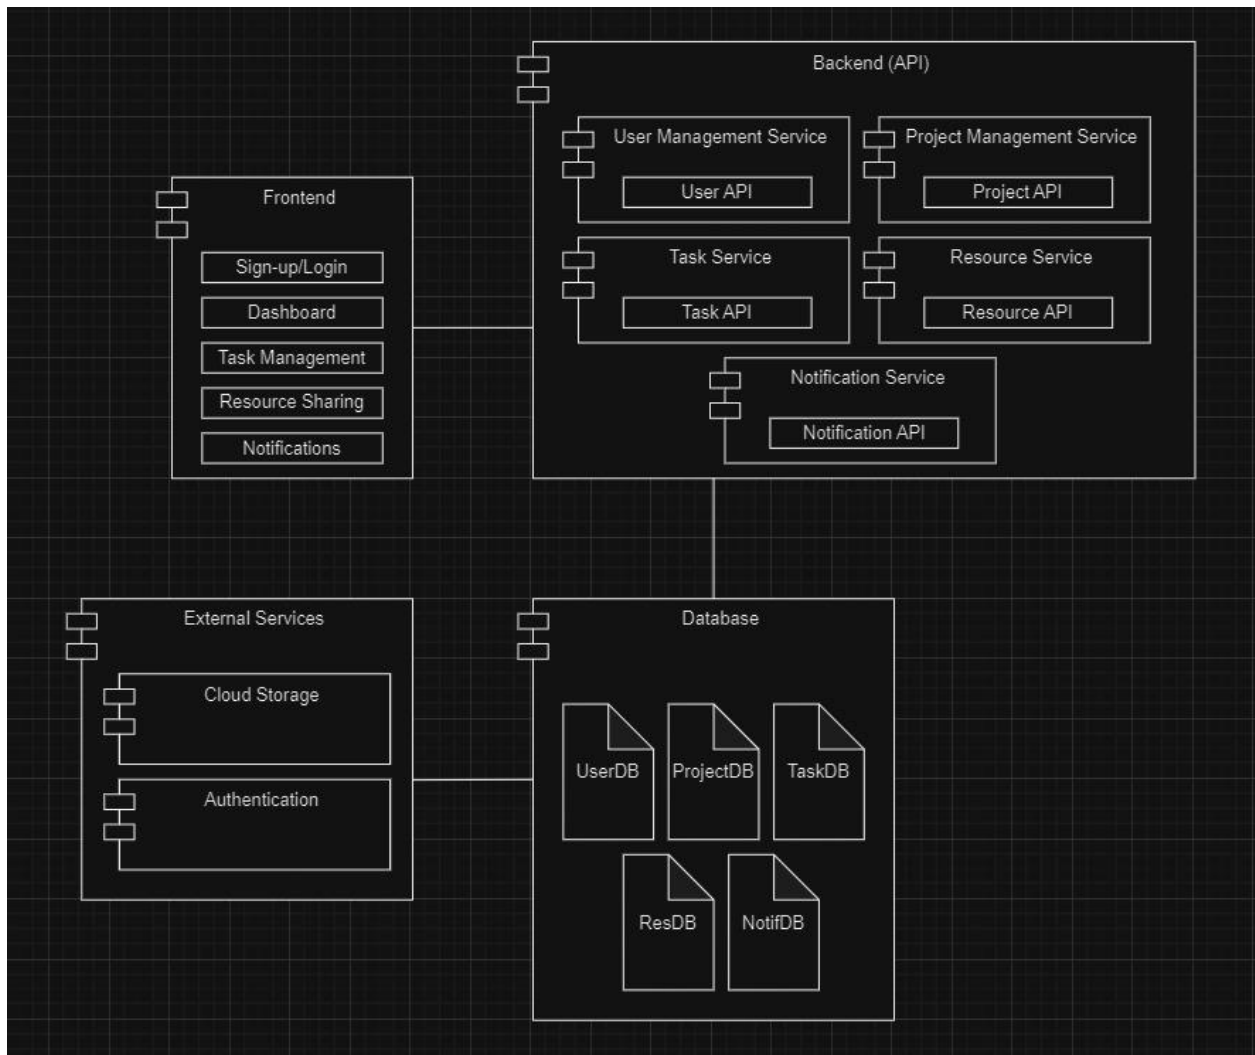 Backend (API)
User Management Service
User API
Project Management Service
Project API
Task Service
Task API
Resource Service
Resource API
Notification Service
Notification API
Frontend
Sign-up/Login
Dashboard
Task Management
Resource Sharing
Notifications
External Services
Cloud Storage
Authentication
Database
UserDB
ProjectDB
TaskDB
ResDB
NotifDB